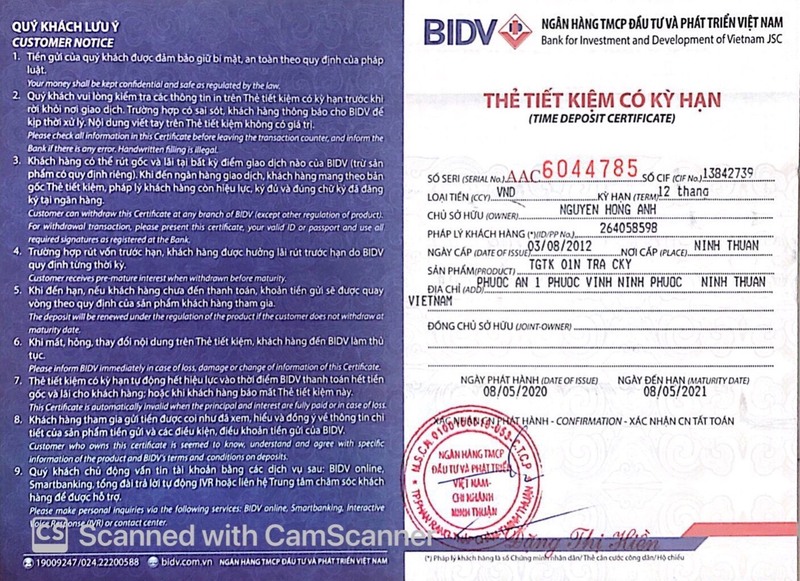 QUÝ KHÁCH LƯU Ý
CUSTOMER NOTICE
1. Tiền gửi của quý khách được đảm bảo giữ bí mật, an toàn theo quy định của pháp
luật.
Your money shall be kept confidential and safe as regulated by the law.
2. Quý khách vui lòng kiểm tra các thông tin in trên Thẻ tiết kiệm có kỳ hạn trước khi
rời khỏi nơi giao dịch. Trường hợp có sai sót, khách hàng thông báo cho BIDV để
kịp thời xử lý. Nội dung viết tay trên Thẻ tiết kiệm không có giá trị.
Please check all information in this Certificate before leaving the transaction counter, and inform the
Bank if there is any error. Handwritten filling is illegal.
3. Khách hàng có thể rút gốc và lãi tại bất kỳ điểm giao dịch nào của BIDV (trừ sản
phẩm có quy định riêng). Khi đến ngân hàng giao dịch, khách hàng mang theo bản
gốc Thẻ tiết kiệm, pháp lý khách hàng còn hiệu lực, ký đủ và đúng chữ ký đã đăng
ký tại ngân hàng.
Customer can withdraw this Certificate at any branch of BIDV (except other regulation of product).
For withdrawal transaction, please present this certificate, your valid ID or passport and use all
required signatures as registered at the Bank.
4. Trường hợp rút vốn trước hạn, khách hàng được hưởng lãi rút trước hạn do BIDV
quy định từng thời kỳ.
Customer receives pre-mature interest when withdrawn before maturity.
5. Khi đến hạn, nếu khách hàng chưa đến thanh toán, khoản tiền gửi sẽ được quay
vòng theo quy định của sản phẩm khách hàng tham gia.
The deposit will be renewed under the regulation of the product if the customer does not withdraw at
maturity date.
6. Khi mất, hỏng, thay đổi nội dung trên Thẻ tiết kiệm, khách hàng đến BIDV làm thủ
tục.
Please inform BIDV immediately in case of loss, damage or change of information of this Certificate.
7. Thẻ tiết kiệm có kỳ hạn tự động hết hiệu lực vào thời điểm BIDV thanh toán hết tiền
gốc và lãi cho khách hàng; hoặc khi khách hàng báo mất Thẻ tiết kiệm này.
This Certificate is automatically invalid when the principal and interest are fully paid or in case of loss.
8. Khách hàng tham gia gửi tiền được coi như đã xem, hiểu và đồng ý về thông tin chi
tiết của sản phẩm tiền gửi và các điều kiện, điều khoản tiền gửi của BIDV.
Customer who owns this certificate is seemed to know, understand and agree with specific
information of the product and BIDV's terms and conditions on deposits.
9. Quý khách chủ động vấn tin tài khoản bằng các dịch vụ sau: BIDV online,
Smartbanking, tổng đài trả lời tự động IVR hoặc liên hệ Trung tâm chăm sóc khách
hàng để được hỗ trợ.
Please make personal inquiries via the following services: BIDV online, Smartbanking, Interactive
Voice Response (IVR) or contact center.
CS Scanned with CamScanner
19009247/024.22200588 bidv.com.vn NGÂN HÀNG TMCP ĐẦU TƯ VÀ PHÁT TRIỂN VIỆT NAM
BIDV NGÂN HÀNG TMCP ĐẦU TƯ VÀ PHÁT TRIỂN VIỆT NAM
Bank for Investment and Development of Vietnam JSC
THẺ TIẾT KIỆM CÓ KỲ HẠN
(TIME DEPOSIT CERTIFICATE)
SỐ SERI (SERIAL No.) AAC 6044785 SỐ CIF (CIF No.) 13842739
LOẠI TIỀN (CCY) VND KỲ HẠN (TERM) 12 thang
CHỦ SỞ HỮU (OWNER) NGUYEN HONG ANH
PHÁP LÝ KHÁCH HÀNG (*)(ID/PP No.) 264058598
NGÀY CẤP (DATE OF ISSUE) 03/08/2012 NƠI CẤP (PLACE) NINH THUAN
SẢN PHẨM(PRODUCT) TGTK O1N TRA CKY
ĐỊA CHỈ (ADD) PHUOC AN 1 PHUOC VINH NINH PHUOC NINH THUAN
VIETNAM
ĐỒNG CHỦ SỞ HỮU (JOINT-OWNER)
NGÀY PHÁT HÀNH (DATE OF ISSUE) NGÀY ĐẾN HẠN (MATURITY DATE)
08/05/2020 08/05/2021
XÁC NHẬN CN PHÁT HÀNH - CONFIRMATION - XÁC NHẬN CN TẤT TOÁN
NGÂN HÀNG TMCP
ĐẦU TƯ VÀ PHÁT TRIỂN
VIỆT NAM-
CHI NHÁNH
NINH THUẬN
Thị Hiền
(*) Pháp lý khách hàng là số Chứng minh nhân dân/ Thẻ căn cước công dân/ Hộ chiếu